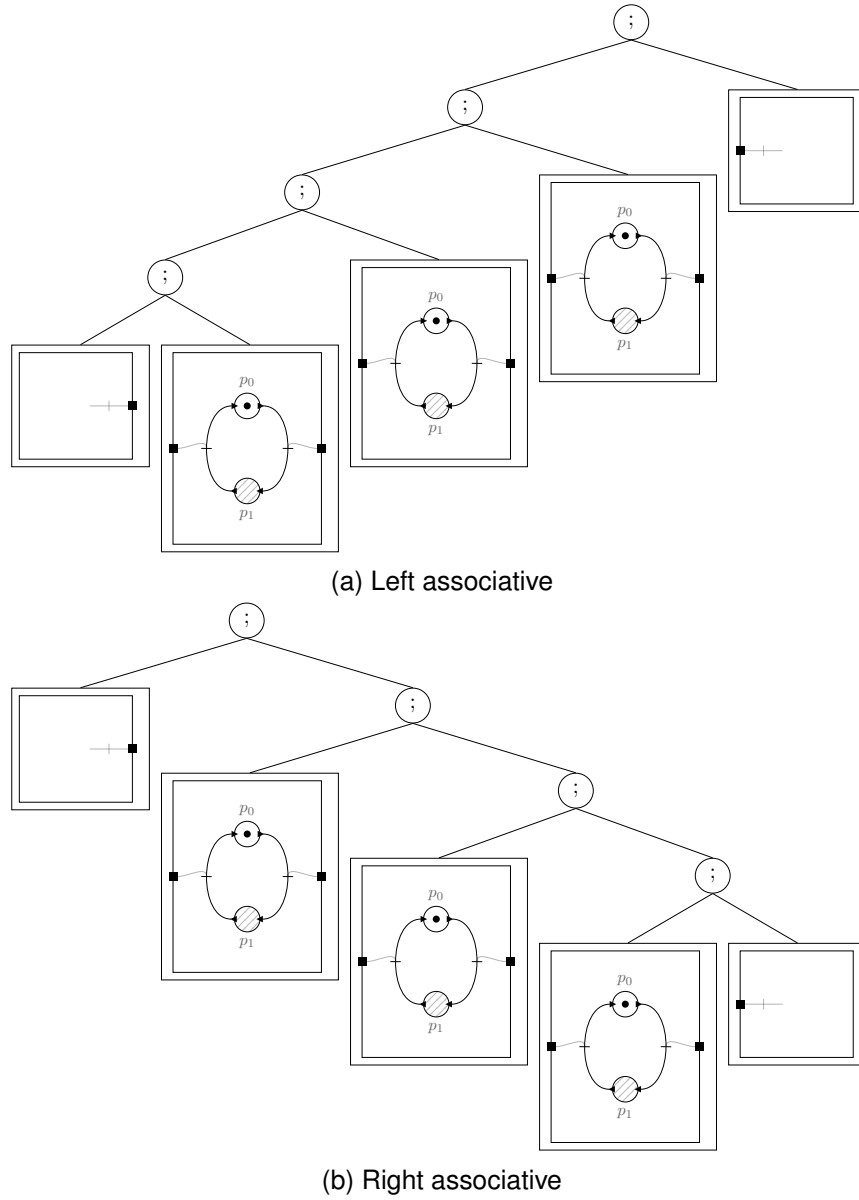 ;
;
;
p₀
;
p₀
p₁
p₀
p₁
p₁
(a) Left associative
;
;
;
p₀
;
p₀
p₁
p₀
p₁
p₁
(b) Right associative